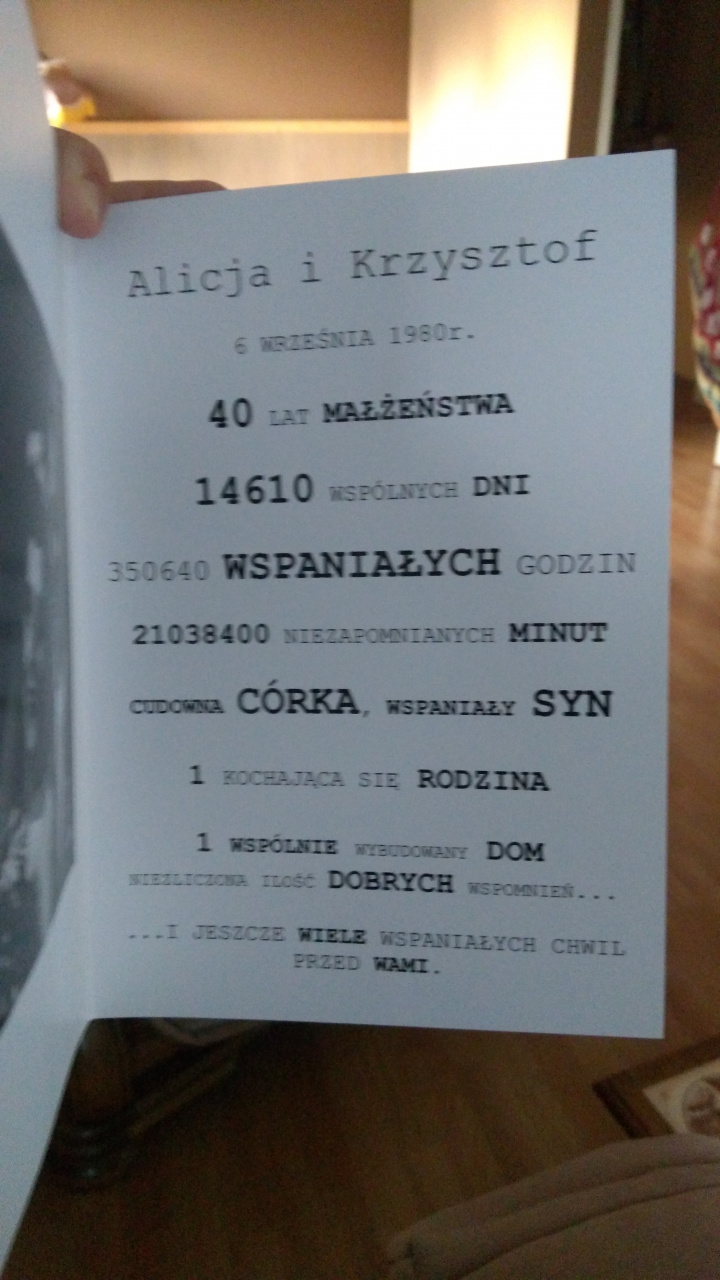 Alicja i Krzysztof
6 WRZEŚNIA 1980r.
40 LAT MAŁŻEŃSTWA
14610 WSPÓLNYCH DNI
350640 WSPANIAŁYCH GODZIN
21038400 NIEZAPOMNIANYCH MINUT
CUDOWNA CÓRKA, WSPANIAŁY SYN
1 KOCHAJĄCA SIĘ RODZINA
1 WSPÓLNIE WYBUDOWANY DOM
NIEZLICZONA ILOŚĆ DOBRYCH WSPOMNIEŃ...
...I JESZCZE WIELE WSPANIAŁYCH CHWIL
PRZED WAMI.